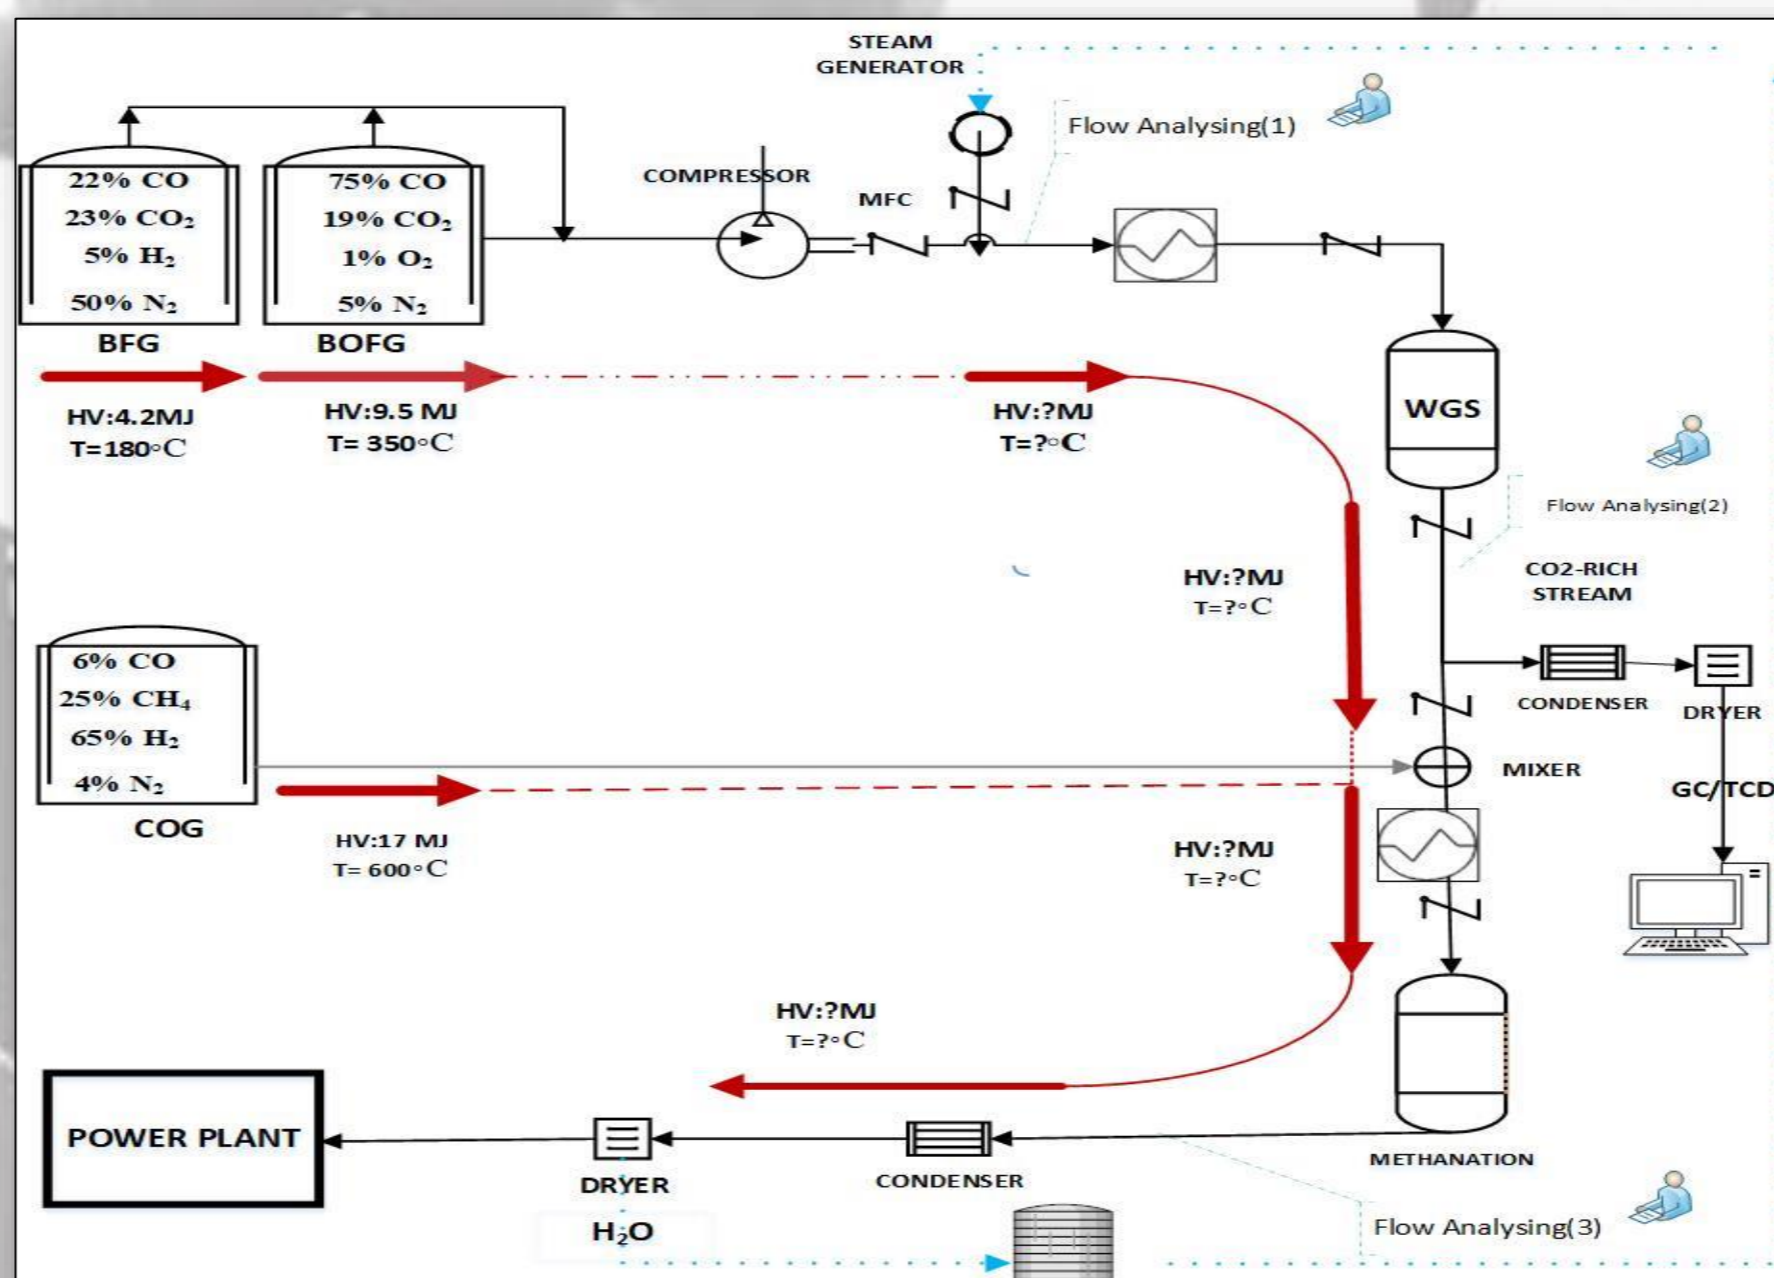 STEAM
GENERATOR
Flow Analysing(1)
22% CO
23% CO₂
5% H₂
50% N₂
BFG
75% CO
19% CO₂
1% O₂
5% N₂
BOFG
COMPRESSOR
MFC
HV:4.2MJ
T=180°C
HV:9.5 MJ
T= 350°C
HV:?MJ
T=?°C
WGS
Flow Analysing(2)
CO2-RICH
STREAM
HV:?MJ
T=?°C
6% CO
25% CH₄
65% H₂
4% N₂
COG
CONDENSER
DRYER
MIXER
GC/TCD
HV:17 MJ
T= 600°C
HV:?MJ
T=?°C
HV:?MJ
T=?°C
POWER PLANT
DRYER
CONDENSER
METHANATION
H₂O
Flow Analysing(3)